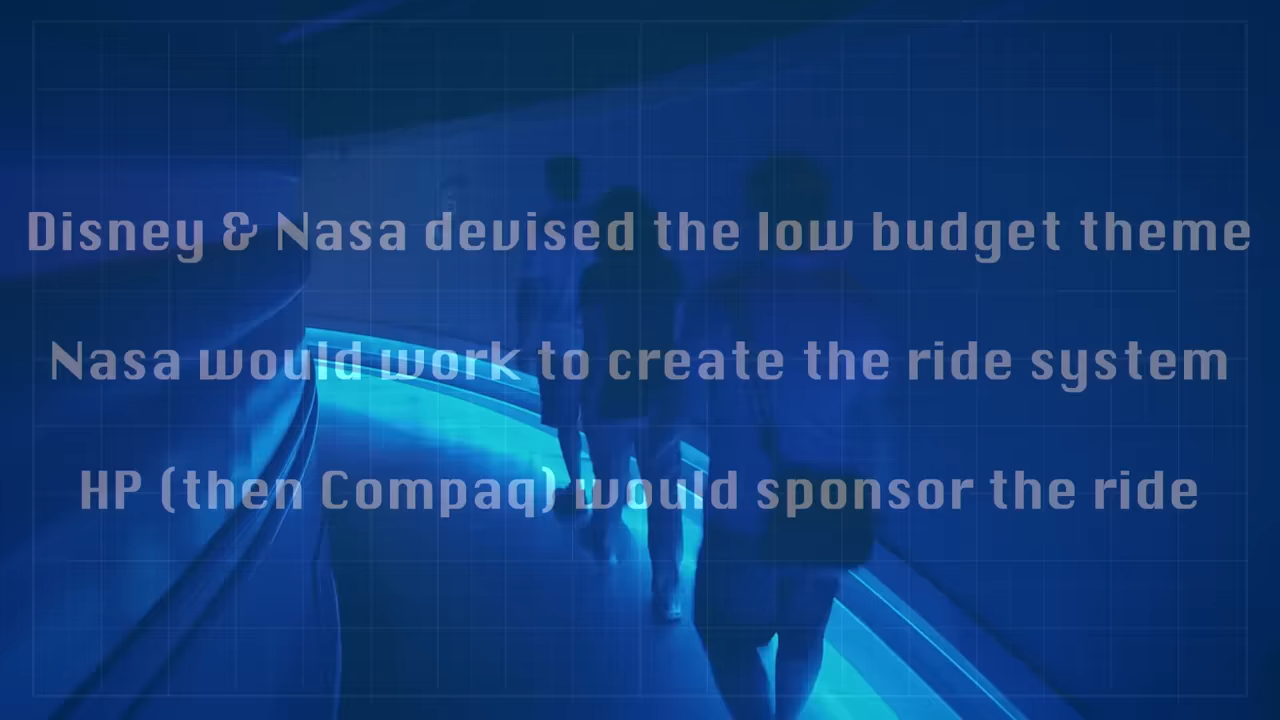 Disney & Nasa devised the low budget theme
Nasa would work to create the ride system
HP (then Compaq) would sponsor the ride